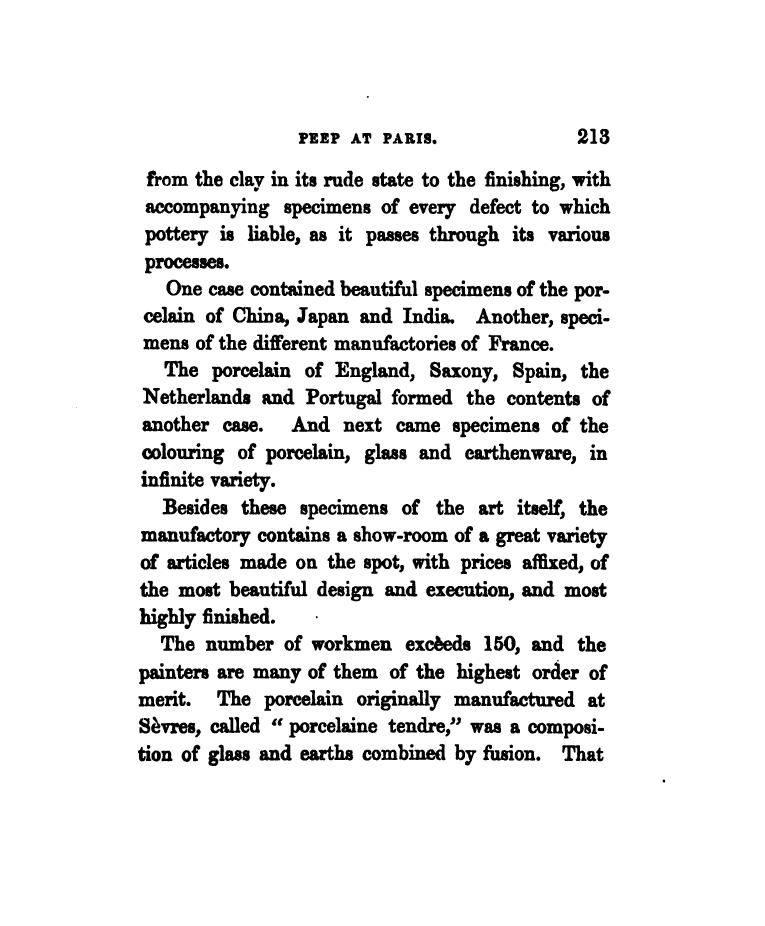 PEEP AT PARIS. 213
from the clay in its rude state to the finishing, with
accompanying specimens of every defect to which
pottery is liable, as it passes through its various
processes.
One case contained beautiful specimens of the por-
celain of China, Japan and India. Another, speci-
mens of the different manufactories of France.
The porcelain of England, Saxony, Spain, the
Netherlands and Portugal formed the contents of
another case. And next came specimens of the
colouring of porcelain, glass and earthenware, in
infinite variety.
Besides these specimens of the art itself, the
manufactory contains a show-room of a great variety
of articles made on the spot, with prices affixed, of
the most beautiful design and execution, and most
highly finished.
The number of workmen exceeds 150, and the
painters are many of them of the highest order of
merit. The porcelain originally manufactured at
Sèvres, called “ porcelaine tendre,” was a composi-
tion of glass and earths combined by fusion. That